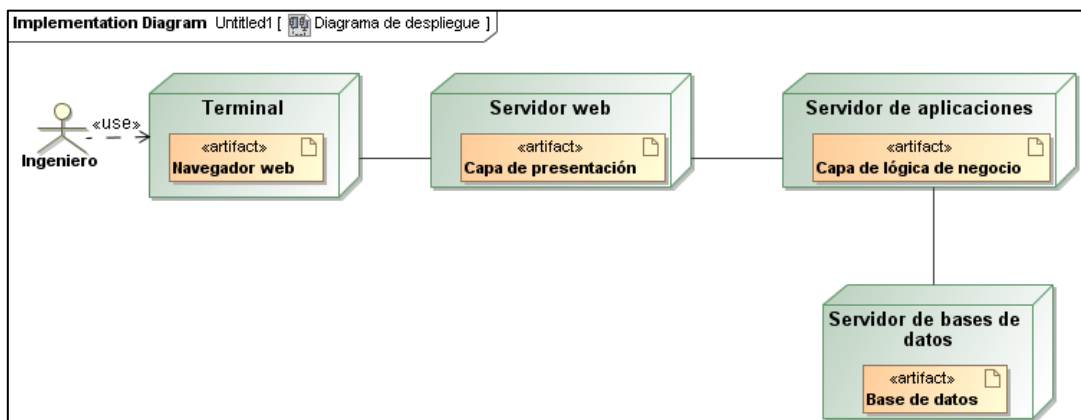 Implementation Diagram Untitled1 [ Diagrama de despliegue ]
«use»
Ingeniero
Terminal
«artifact»
Navegador web
Servidor web
«artifact»
Capa de presentación
Servidor de aplicaciones
«artifact»
Capa de lógica de negocio
Servidor de bases de
datos
«artifact»
Base de datos